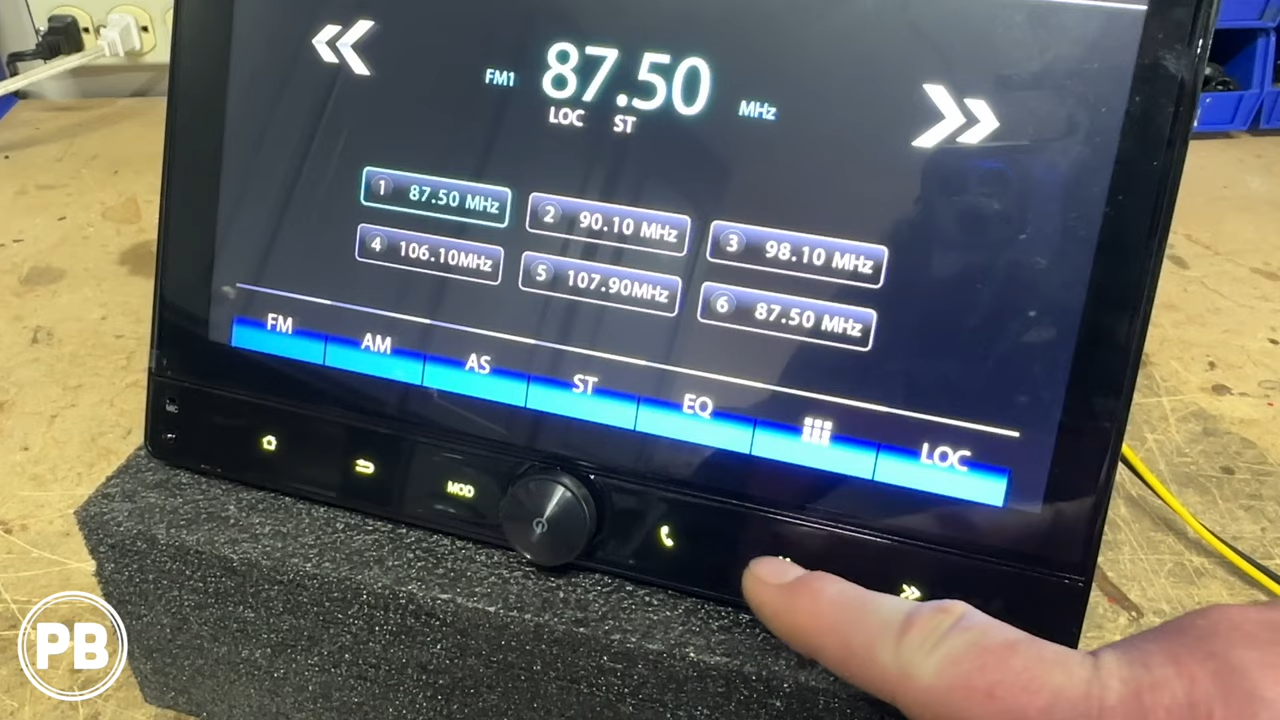 FM1 87.50 MHz
LOC ST
1 87.50 MHz
2 90.10 MHz
3 98.10 MHz
4 106.10MHz
5 107.90MHz
6 87.50 MHz
FM AM AS ST EQ LOC
MIC
MOD
PB